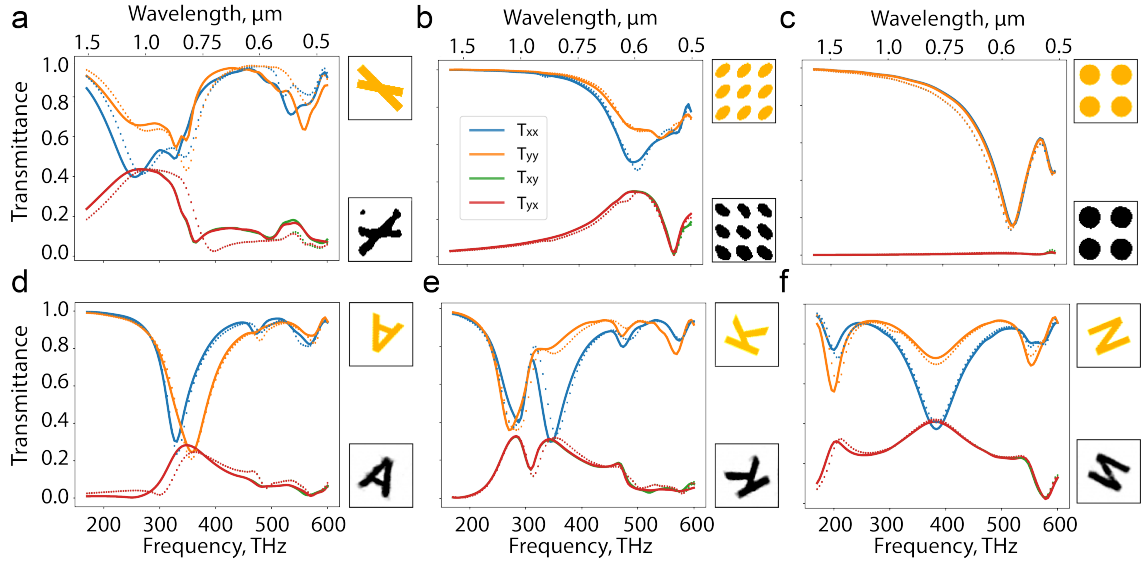 a
b
c
Wavelength, μm
Wavelength, μm
Wavelength, μm
1.5 1.0 0.75 0.6 0.5
1.5 1.0 0.75 0.6 0.5
1.5 1.0 0.75 0.6 0.5
Transmittance
1.0
0.8
0.6
0.4
0.2
0.0
Txx
Tyy
Txy
Tyx
d
e
f
Transmittance
1.0
0.8
0.6
0.4
0.2
0.0
A
A
K
K
N
N
200 300 400 500 600
200 300 400 500 600
200 300 400 500 600
Frequency, THz
Frequency, THz
Frequency, THz